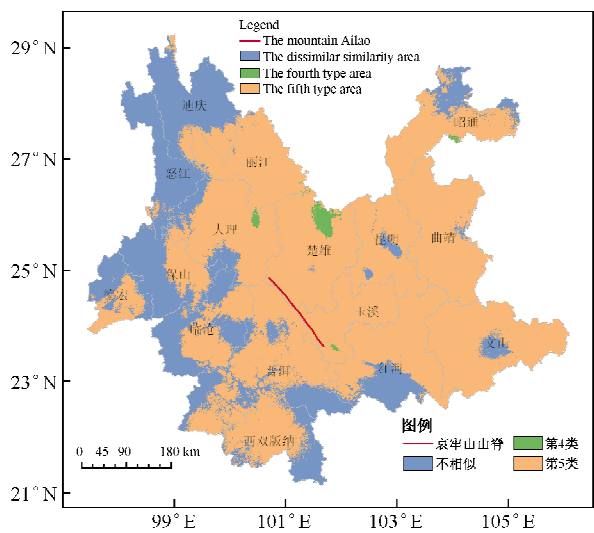 Legend
The mountain Ailao
The dissimilar similarity area
The fourth type area
The fifth type area
29°N
27°N
25°N
23°N
21°N
迪庆
昭通
丽江
怒江
大理
楚雄
昆明
曲靖
保山
德宏
玉溪
临沧
文山
普洱
红河
西双版纳
图例
哀牢山山脊
第4类
不相似
第5类
0 45 90 180 km
99°E
101°E
103°E
105°E